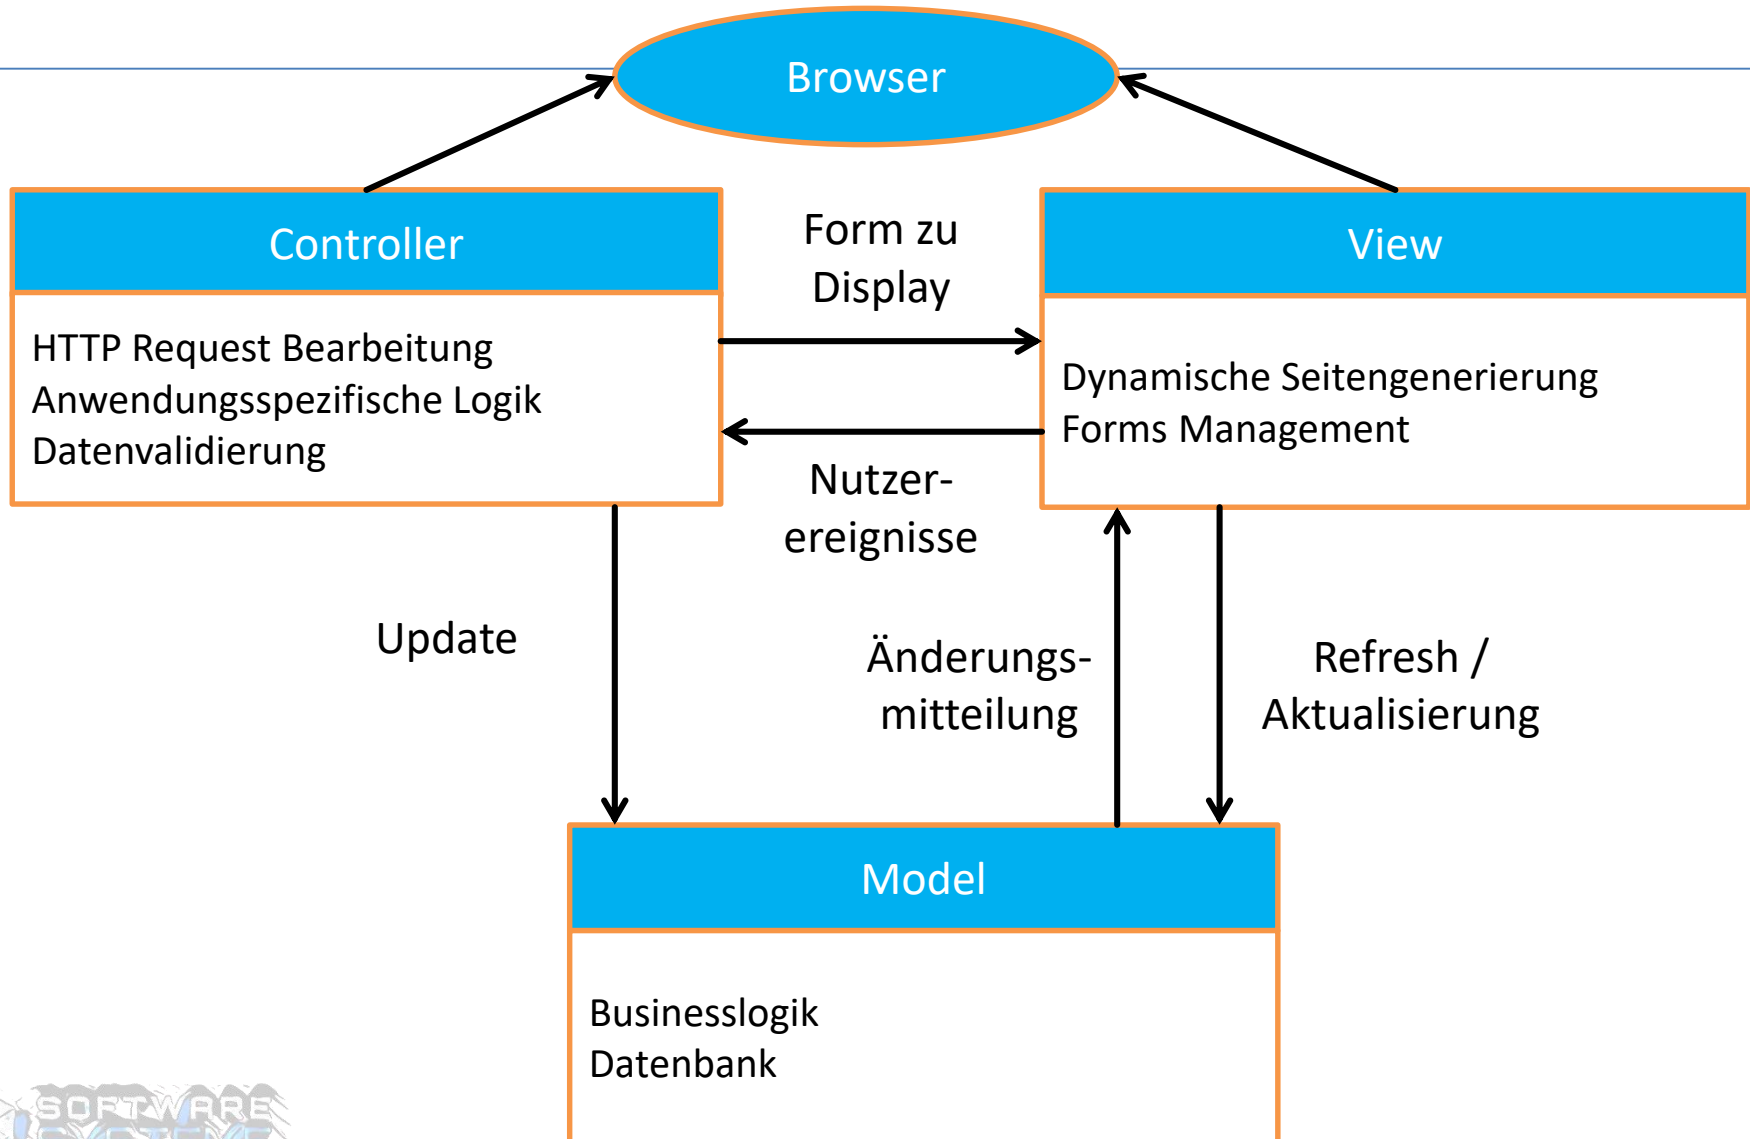 Browser
Controller
Form zu
Display
View
HTTP Request Bearbeitung
Anwendungsspezifische Logik
Datenvalidierung
Dynamische Seitengenerierung
Forms Management
Nutzer-
ereignisse
Update
Änderungs-
mitteilung
Refresh /
Aktualisierung
Model
Businesslogik
Datenbank
SOFTWARE